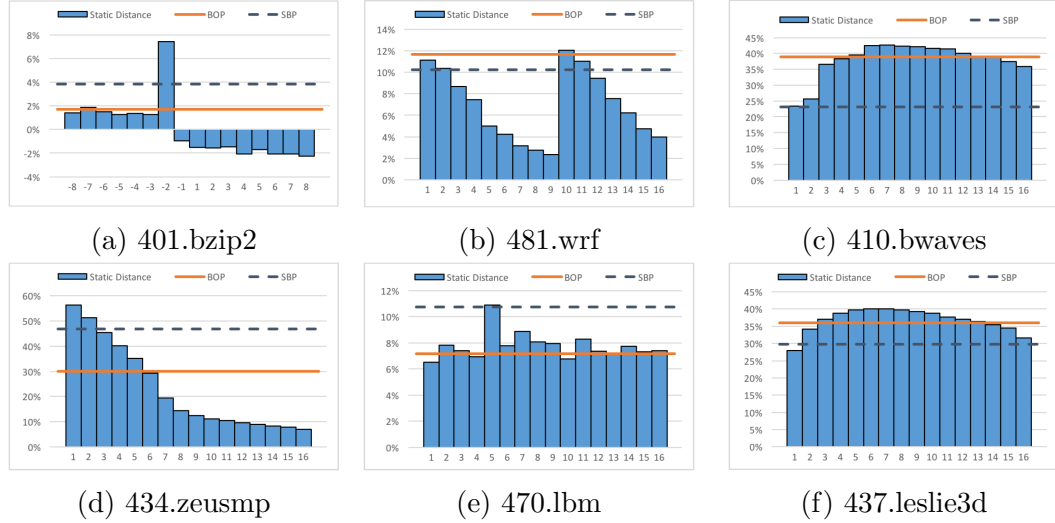 Static Distance BOP SBP
8%
6%
4%
2%
0%
-2%
-4%
-8 -7 -6 -5 -4 -3 -2 -1 1 2 3 4 5 6 7 8
(a) 401.bzip2
Static Distance BOP SBP
14%
12%
10%
8%
6%
4%
2%
0%
1 2 3 4 5 6 7 8 9 10 11 12 13 14 15 16
(b) 481.wrf
Static Distance BOP SBP
45%
40%
35%
30%
25%
20%
15%
10%
5%
0%
1 2 3 4 5 6 7 8 9 10 11 12 13 14 15 16
(c) 410.bwaves
Static Distance BOP SBP
60%
50%
40%
30%
20%
10%
0%
1 2 3 4 5 6 7 8 9 10 11 12 13 14 15 16
(d) 434.zeusmp
Static Distance BOP SBP
12%
10%
8%
6%
4%
2%
0%
1 2 3 4 5 6 7 8 9 10 11 12 13 14 15 16
(e) 470.lbm
Static Distance BOP SBP
45%
40%
35%
30%
25%
20%
15%
10%
5%
0%
1 2 3 4 5 6 7 8 9 10 11 12 13 14 15 16
(f) 437.leslie3d